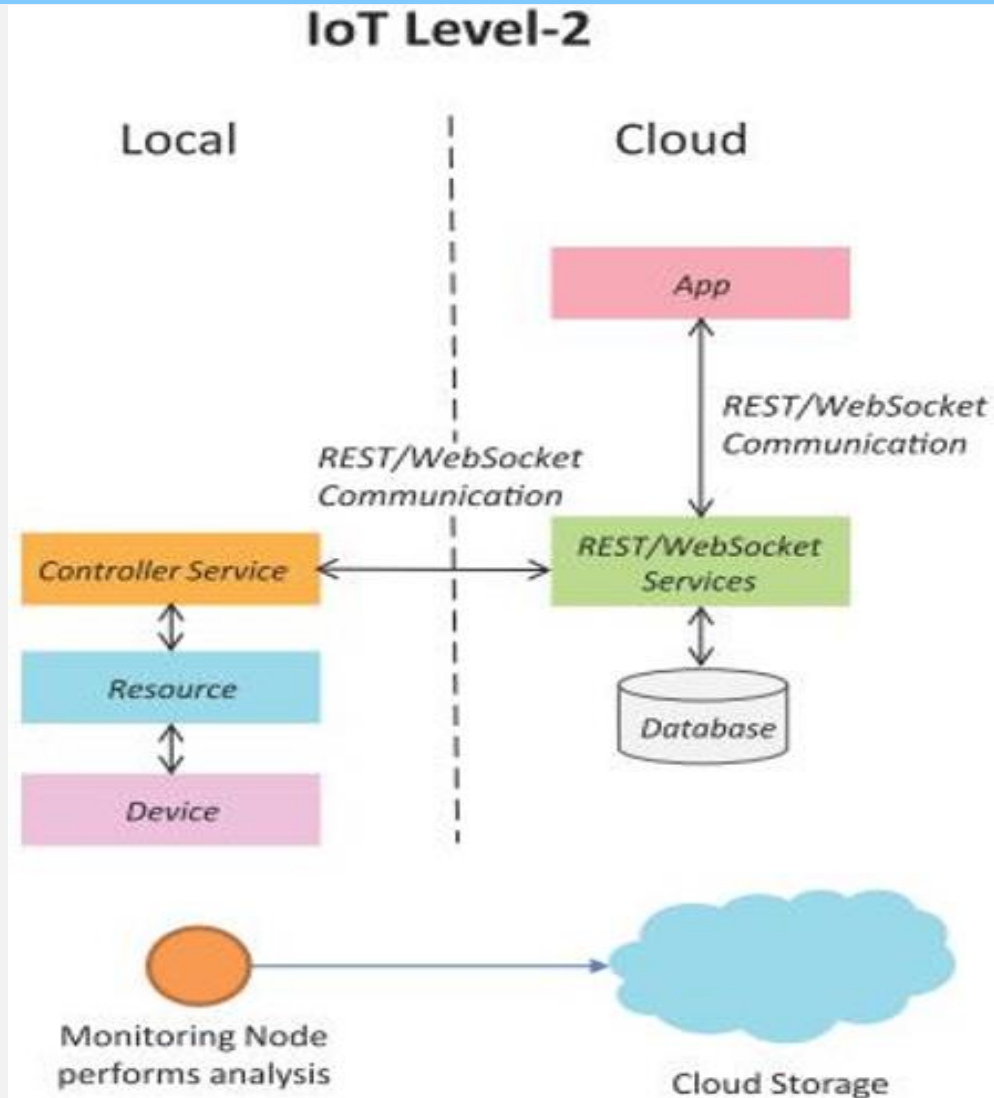 IoT Level-2
Local
Cloud
App
REST/WebSocket
Communication
REST/WebSocket
Communication
Controller Service
REST/WebSocket
Services
Resource
Database
Device
Monitoring Node
performs analysis
Cloud Storage